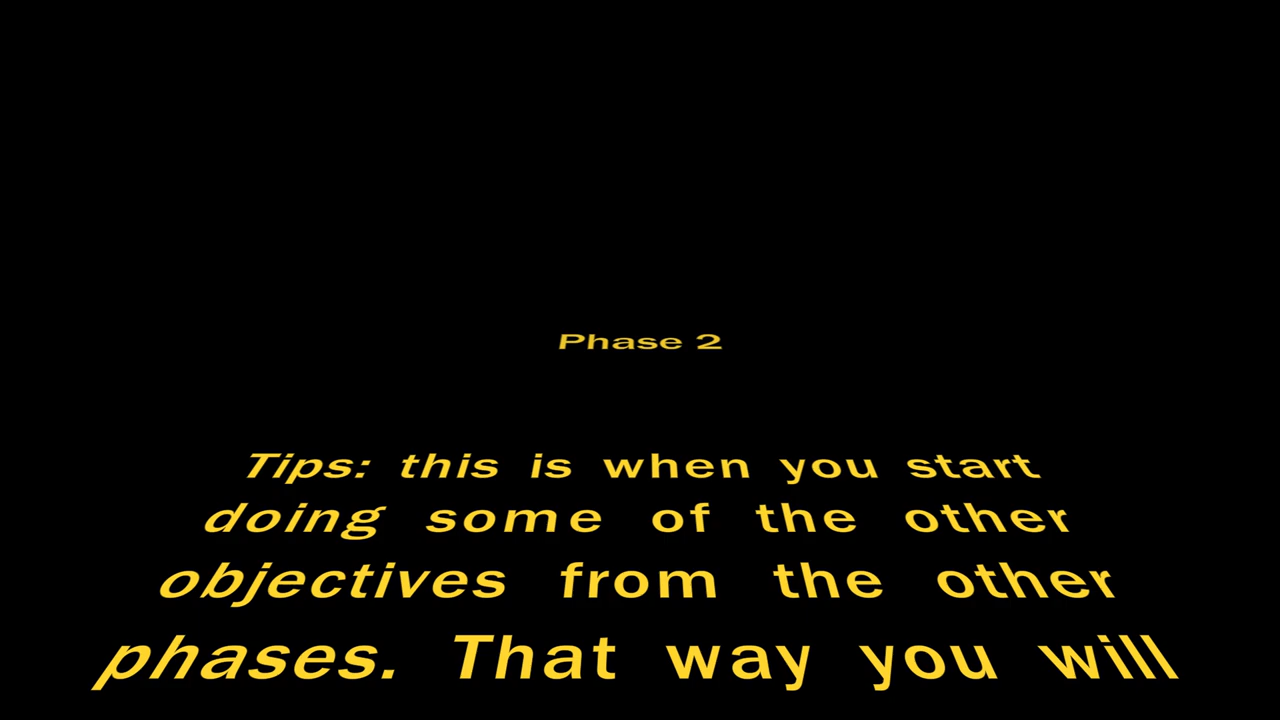 Phase 2
Tips: this is when you start
doing some of the other
objectives from the other
phases. That way you will